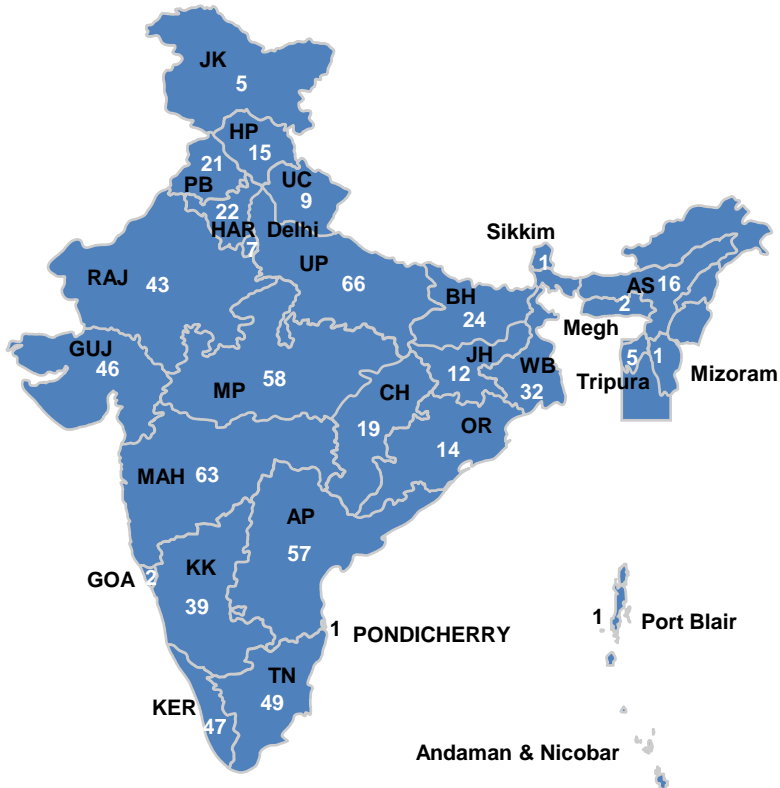 JK
5
HP
15
21
PB
UC
9
22
HAR
Delhi
7
Sikkim
1
RAJ
43
UP
66
BH
24
AS
16
2
Megh
GUJ
46
MP
58
CH
19
JH
12
WB
32
5
1
Tripura
Mizoram
OR
14
MAH
63
AP
57
GOA
2
KK
39
1
PONDICHERRY
1
Port Blair
TN
49
KER
47
Andaman & Nicobar